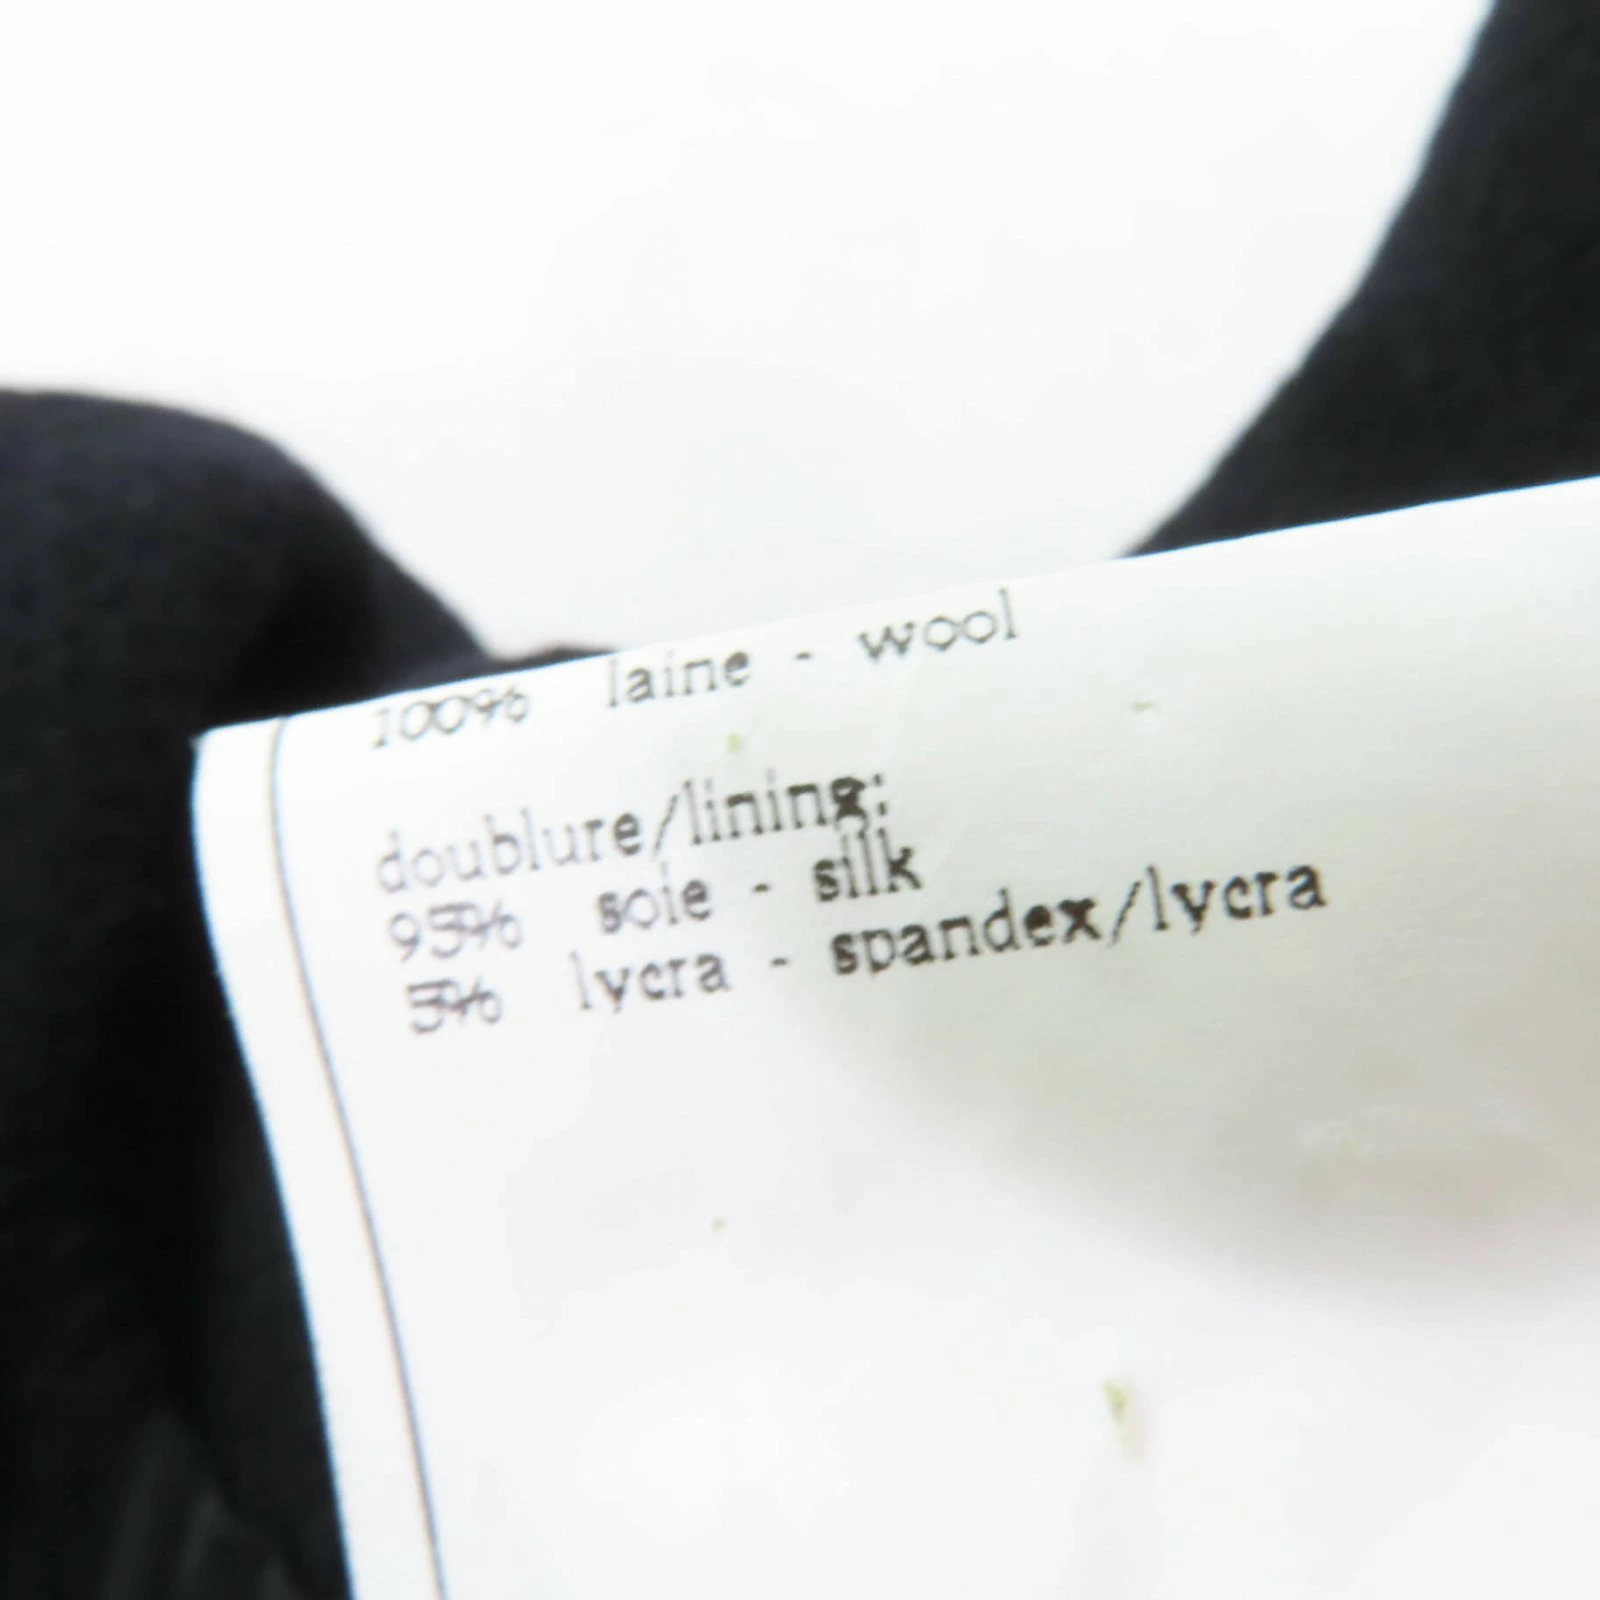 100% laine - wool
doublure/lining:
95% soie - silk
5% lycra - spandex/lycra